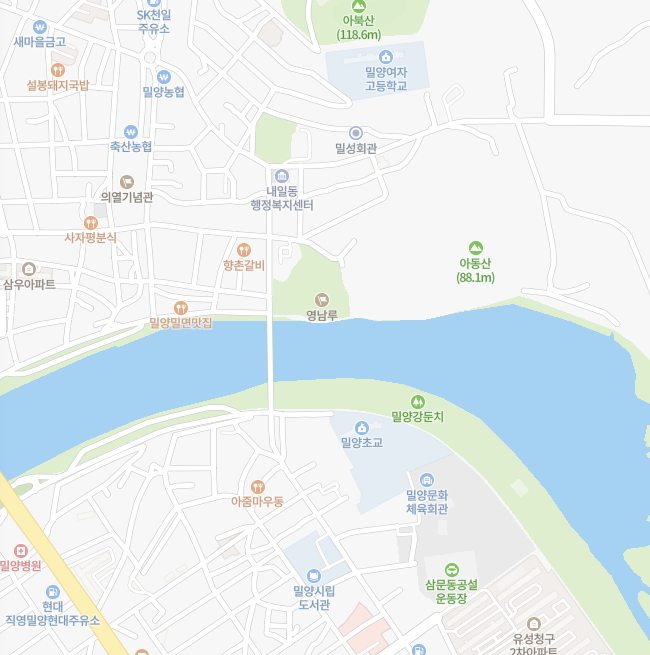 SK천일
주유소
아북산
(118.6m)
새마을금고
설봉돼지국밥
밀양농협
밀양여자
고등학교
축산농협
밀성회관
의열기념관
내일동
행정복지센터
사자평분식
향촌갈비
아동산
(88.1m)
삼우아파트
P
밀양밀면맛집
영남루
밀양강둔치
밀양초교
아줌마우동
밀양문화
체육회관
밀양병원
현대
직영밀양현대주유소
밀양시립
도서관
삼문동공설
운동장
유성청구
2차아파트